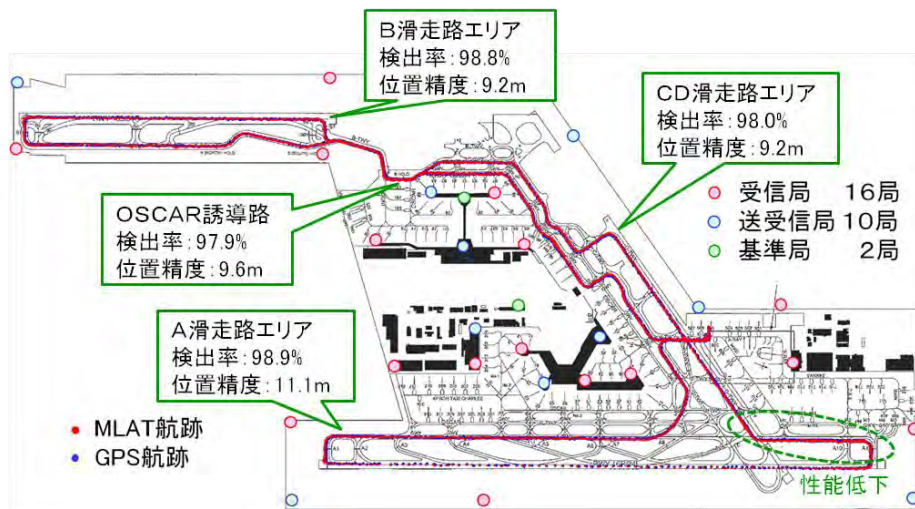 B滑走路エリア
検出率:98.8%
位置精度:9.2m
CD滑走路エリア
検出率:98.0%
位置精度:9.2m
受信局 16局
送受信局 10局
基準局 2局
OSCAR誘導路
検出率:97.9%
位置精度:9.6m
A滑走路エリア
検出率:98.9%
位置精度:11.1m
MLAT航跡
GPS航跡
性能低下